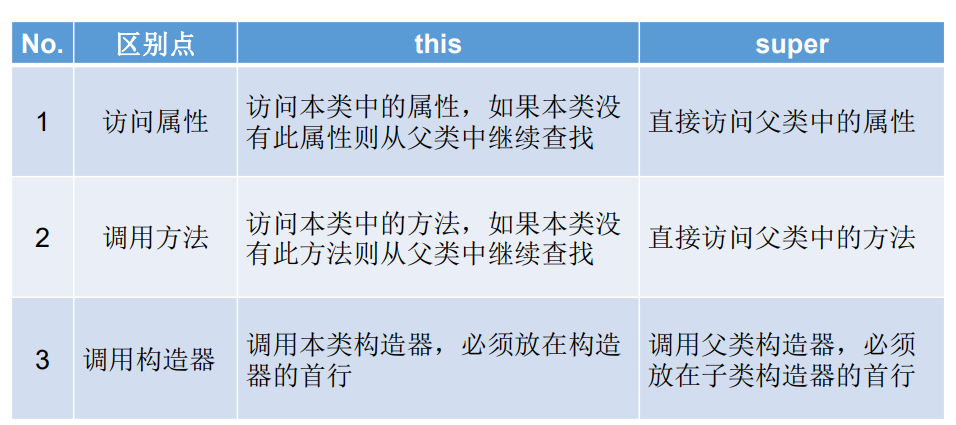 No. 区别点 this super
1 访问属性 访问本类中的属性，如果本类没 直接访问父类中的属性
有此属性则从父类中继续查找
2 调用方法 访问本类中的方法，如果本类没 直接访问父类中的方法
有此方法则从父类中继续查找
3 调用构造器 调用本类构造器，必须放在构造 调用父类构造器，必须
器的首行 放在子类构造器的首行